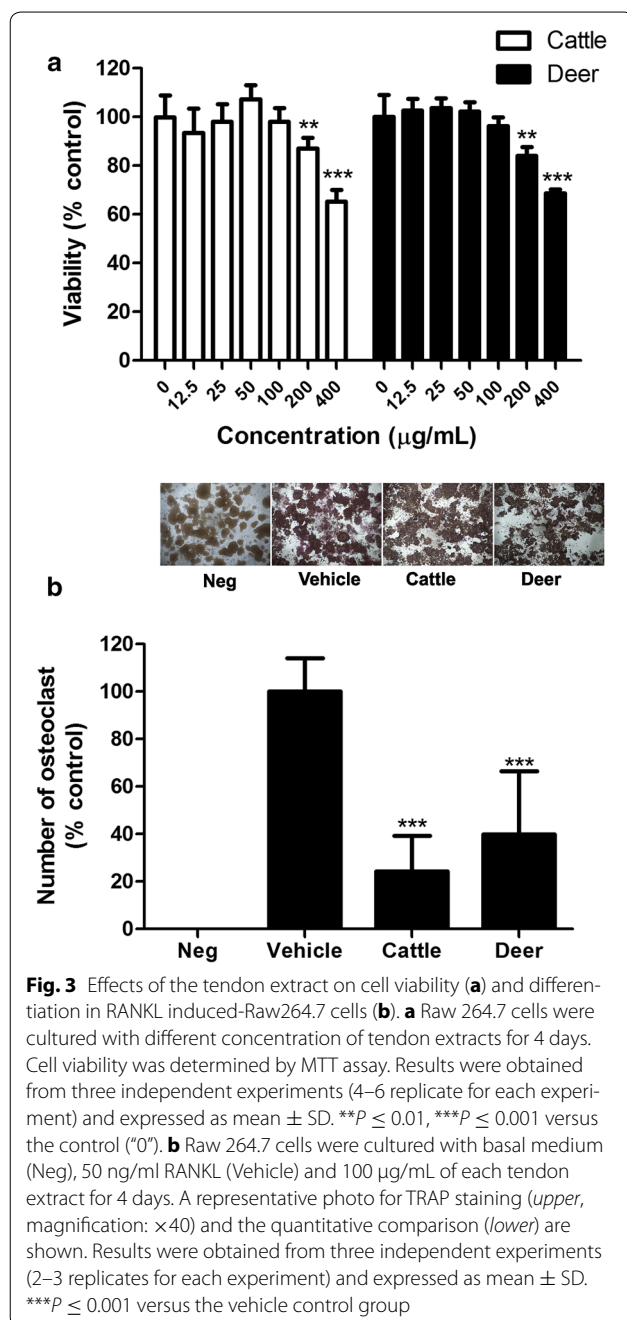 a
Cattle
Deer
Viability (% control)
120
100
80
60
40
20
0
**
***
**
***
0 12.5 25 50 100 200 400 0 12.5 25 50 100 200 400
Concentration (μg/mL)
Neg Vehicle Cattle Deer
b
Number of osteoclast
(% control)
120
100
80
60
40
20
0
***
***
Neg Vehicle Cattle Deer
Fig. 3 Effects of the tendon extract on cell viability (a) and differen-
tiation in RANKL induced-Raw264.7 cells (b). a Raw 264.7 cells were
cultured with different concentration of tendon extracts for 4 days.
Cell viability was determined by MTT assay. Results were obtained
from three independent experiments (4–6 replicate for each experi-
ment) and expressed as mean ± SD. **P ≤ 0.01, ***P ≤ 0.001 versus
the control (“0”). b Raw 264.7 cells were cultured with basal medium
(Neg), 50 ng/ml RANKL (Vehicle) and 100 μg/mL of each tendon
extract for 4 days. A representative photo for TRAP staining (upper,
magnification: ×40) and the quantitative comparison (lower) are
shown. Results were obtained from three independent experiments
(2–3 replicates for each experiment) and expressed as mean ± SD.
***P ≤ 0.001 versus the vehicle control group